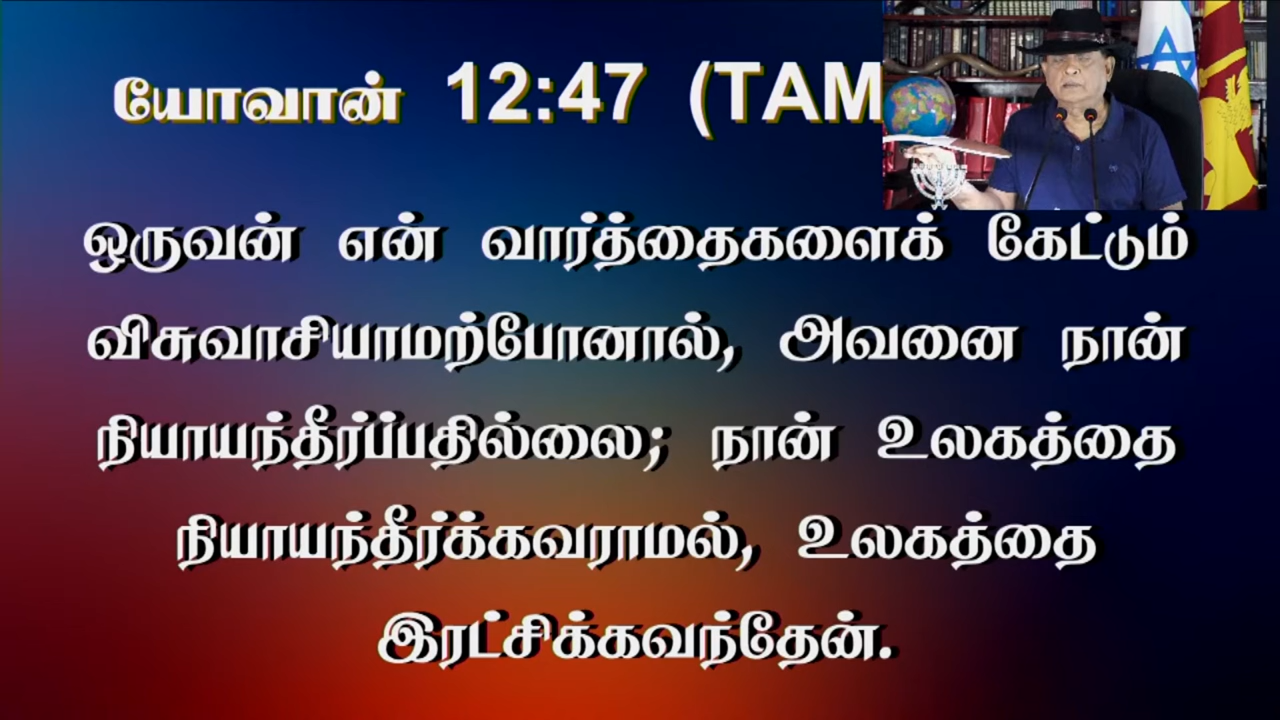 யோவான் 12:47 (TAM
ஒருவன் என் வார்த்தைகளைக் கேட்டும்
விசுவாசியாமற்போனால், அவனை நான்
நியாயந்தீர்ப்பதில்லை; நான் உலகத்தை
நியாயந்தீர்க்கவராமல், உலகத்தை
இரட்சிக்கவந்தேன்.